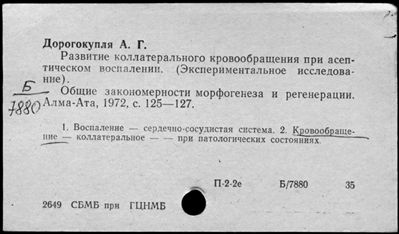 Дорогокупля А. Г.
Развитие коллатерального кровообращения при асеп-
тическом воспалении. (Экспериментальное исследова-
ние).
Б
7880
Общие закономерности морфогенеза и регенерации.
Алма-Ата, 1972, с. 125—127.
1. Воспаление — сердечно-сосудистая система. 2. Кровообраще-
ние — коллатеральное — — при патологических состояниях.
П-2-2е Б/7880 35
2649 СБМБ при ГЦНМБ